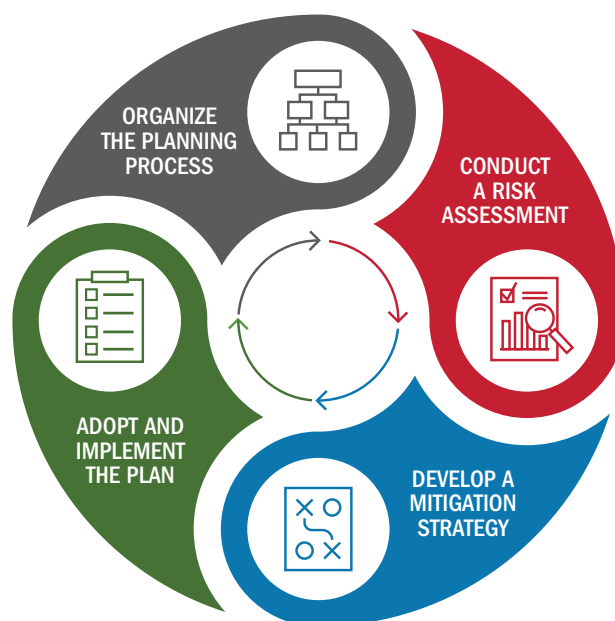 ORGANIZE
THE PLANNING
PROCESS
CONDUCT
A RISK
ASSESSMENT
DEVELOP A
MITIGATION
STRATEGY
ADOPT AND
IMPLEMENT
THE PLAN